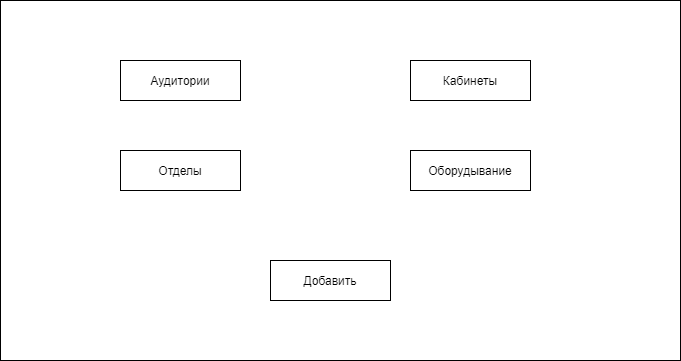 Аудитории
Кабинеты
Отделы
Оборудывание
Добавить